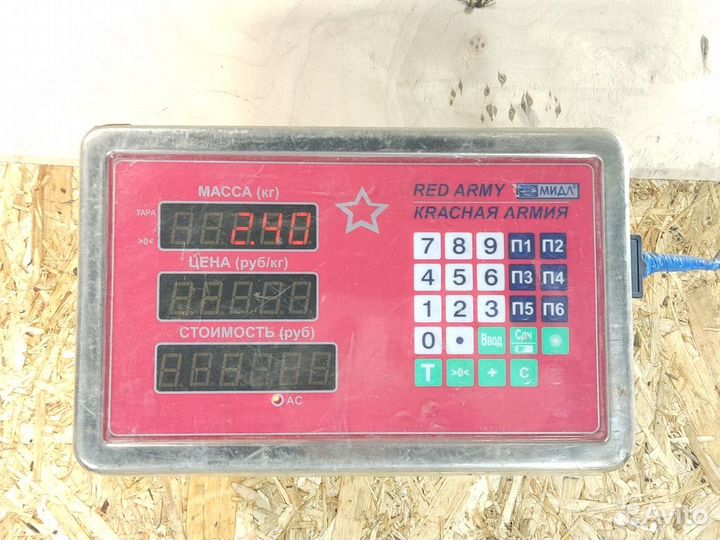 МАССА (кг)
RED ARMY МИДЛ®
KRACHAЯ ARMИЯ
ТАРА
2.40
>0<
ЦЕНА (руб/кг)
СТОИМОСТЬ (руб)
AC
7 8 9 П1 П2
4 5 6 П3 П4
1 2 3 П5 П6
0 • Ввод Слч
T >0< + C
Avito